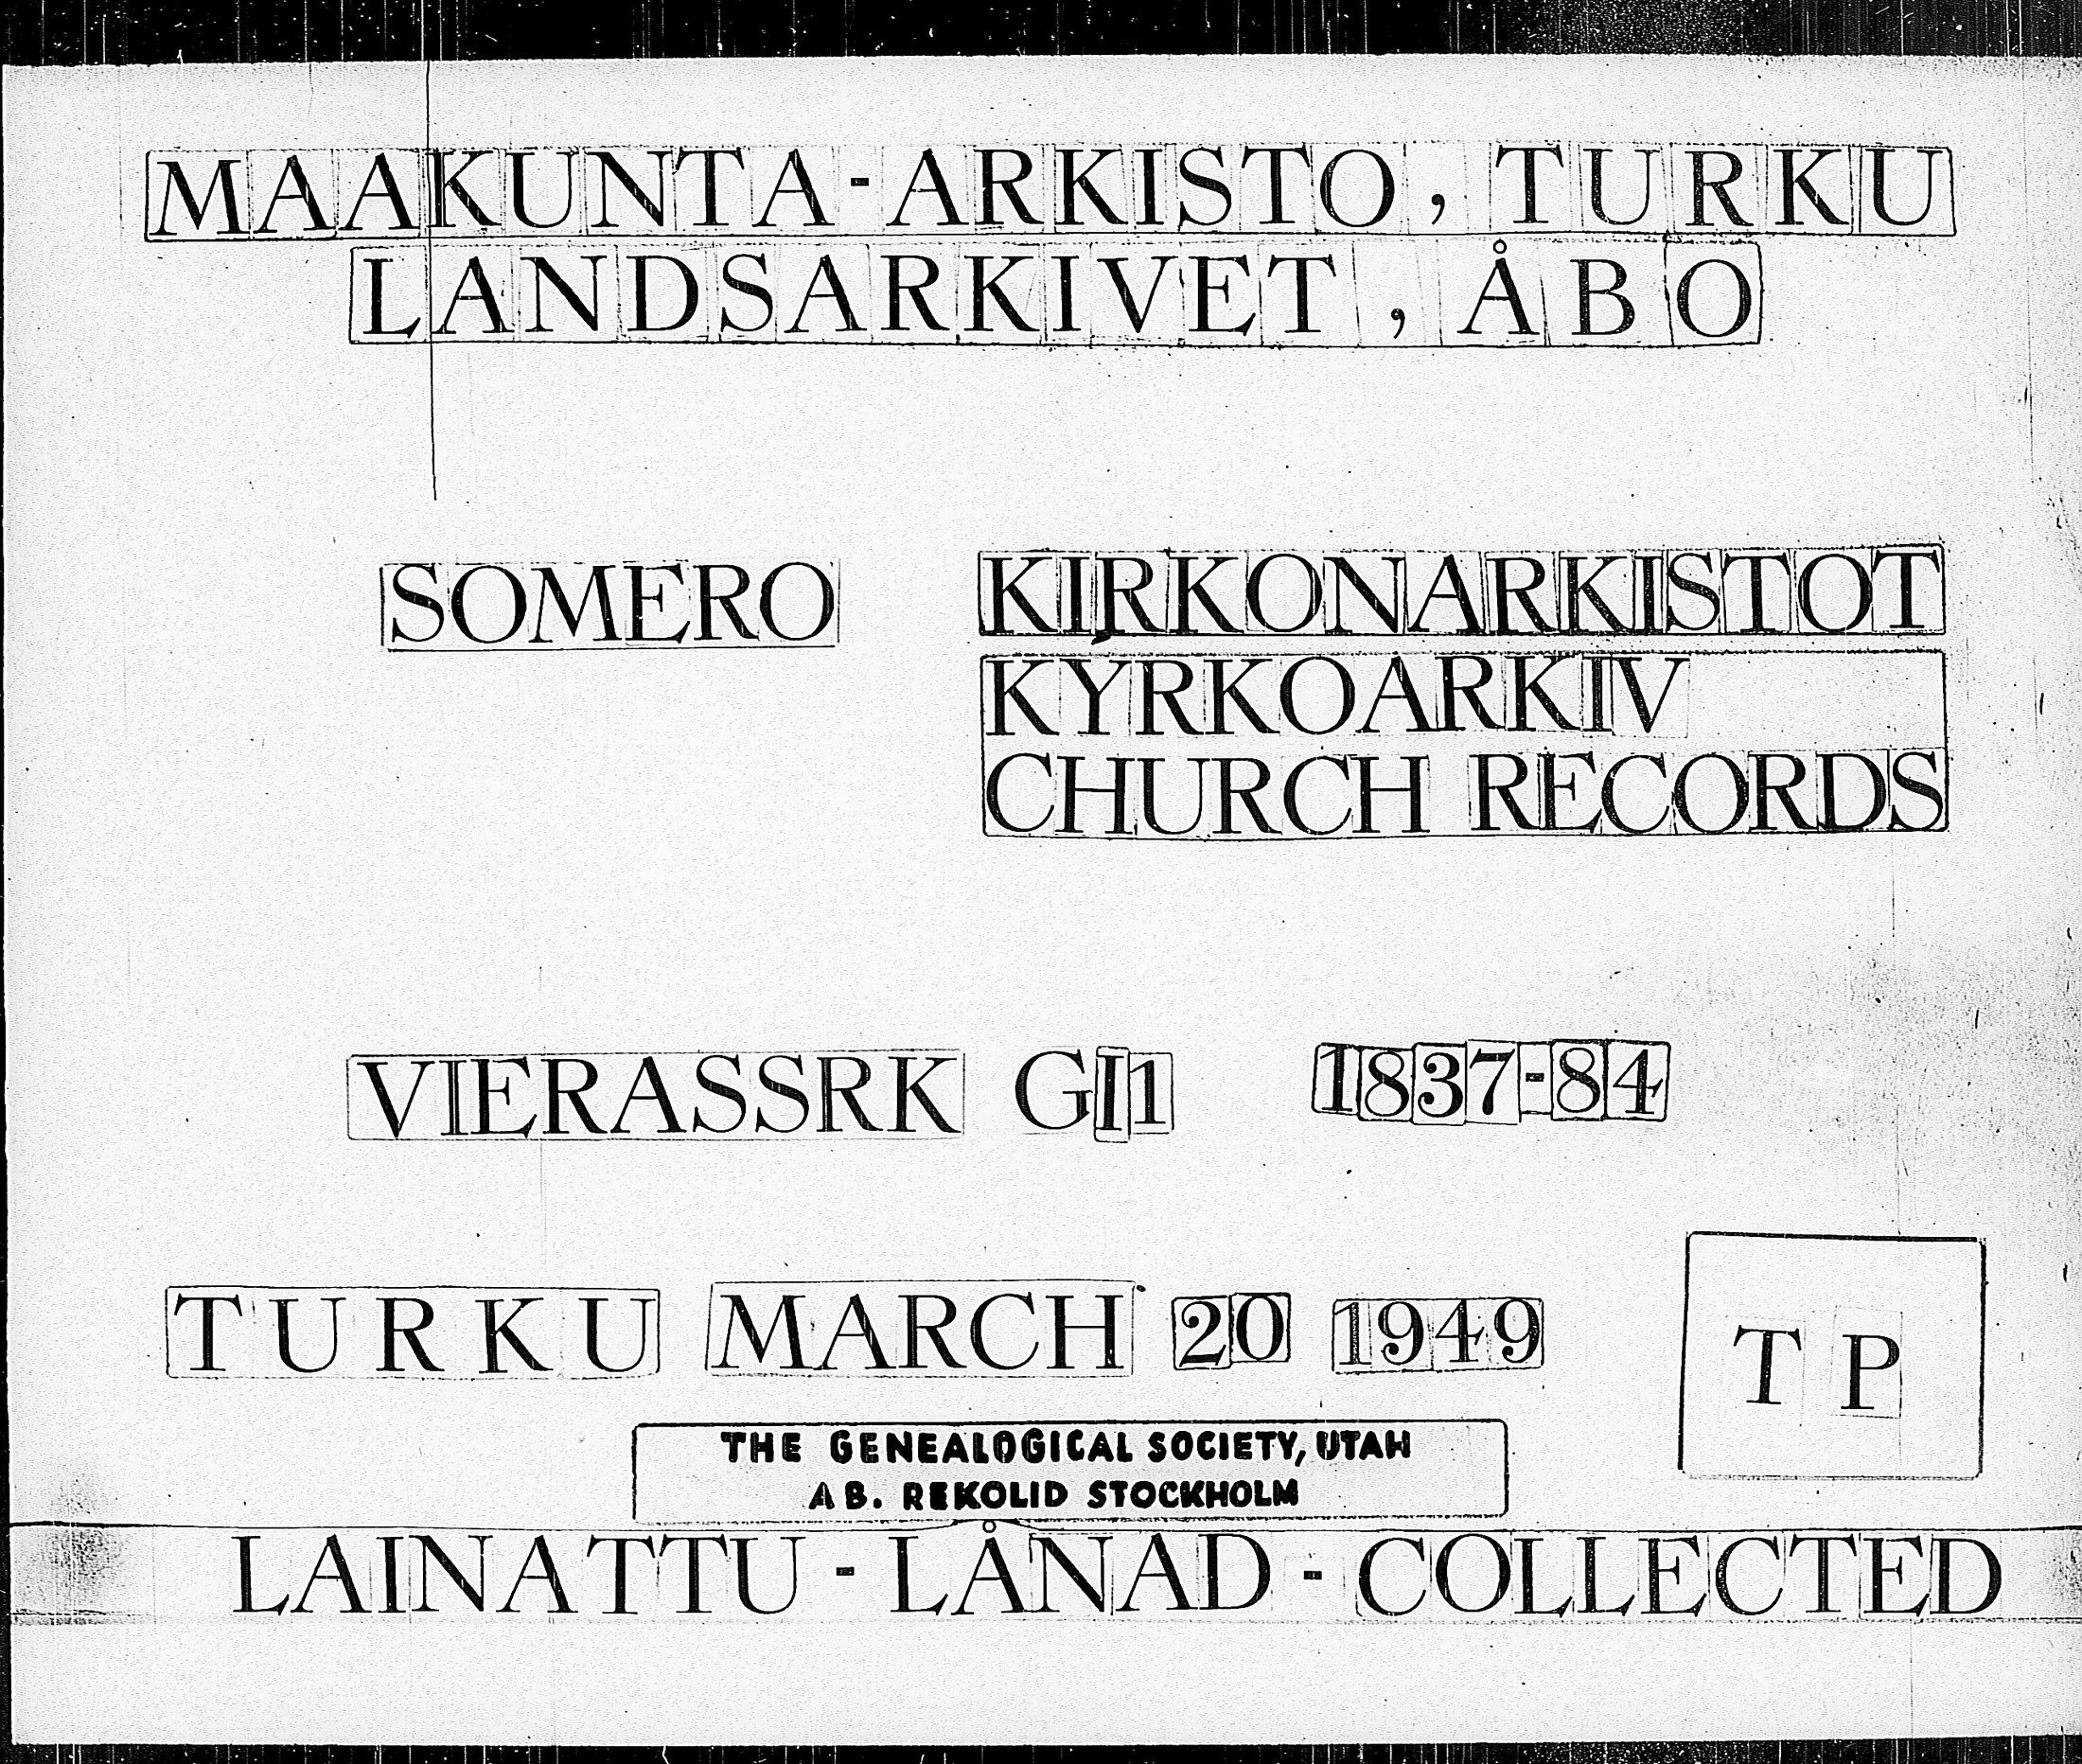 MAAKUNTA-ARKISTO, TURKU
LANDSARKIVET, ÅBO
SOMERO KIRKONARKISTOT
KYRKOARKIV
CHURCH RECORDS
VIERASSRK GI1 1837-84
TURKU MARCH 20 1949
TP
THE GENEALOGICAL SOCIETY, UTAH
AB. REKOLID STOCKHOLM
LAINATTU - LÅNAD - COLLECTED